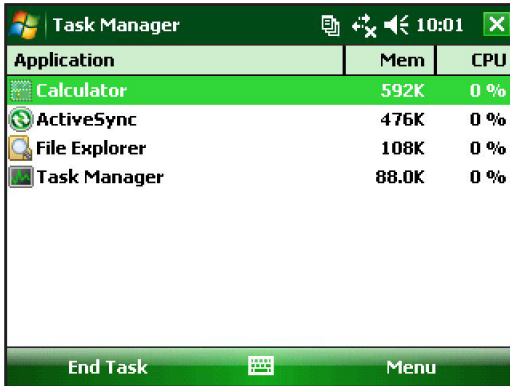 Task Manager 10:01
Application Mem CPU
Calculator 592K 0 %
ActiveSync 476K 0 %
File Explorer 108K 0 %
Task Manager 88.0K 0 %
End Task Menu